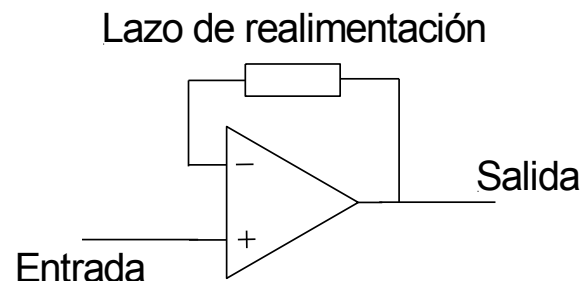 Lazo de realimentación
−
Salida
+
Entrada